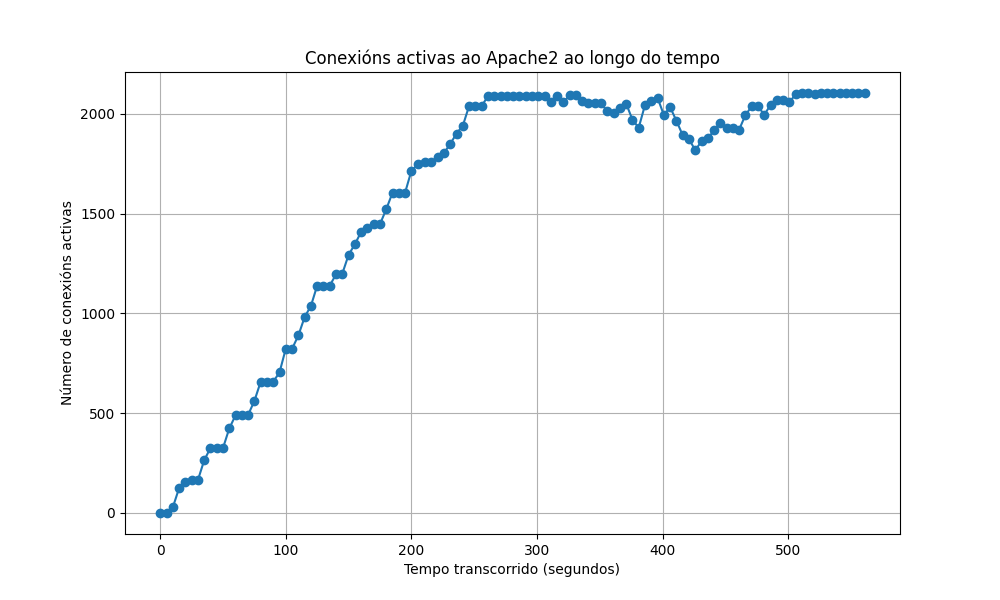 Conexións activas ao Apache2 ao longo do tempo
Número de conexións activas
2000
1500
1000
500
0
0 100 200 300 400 500
Tempo transcorrido (segundos)